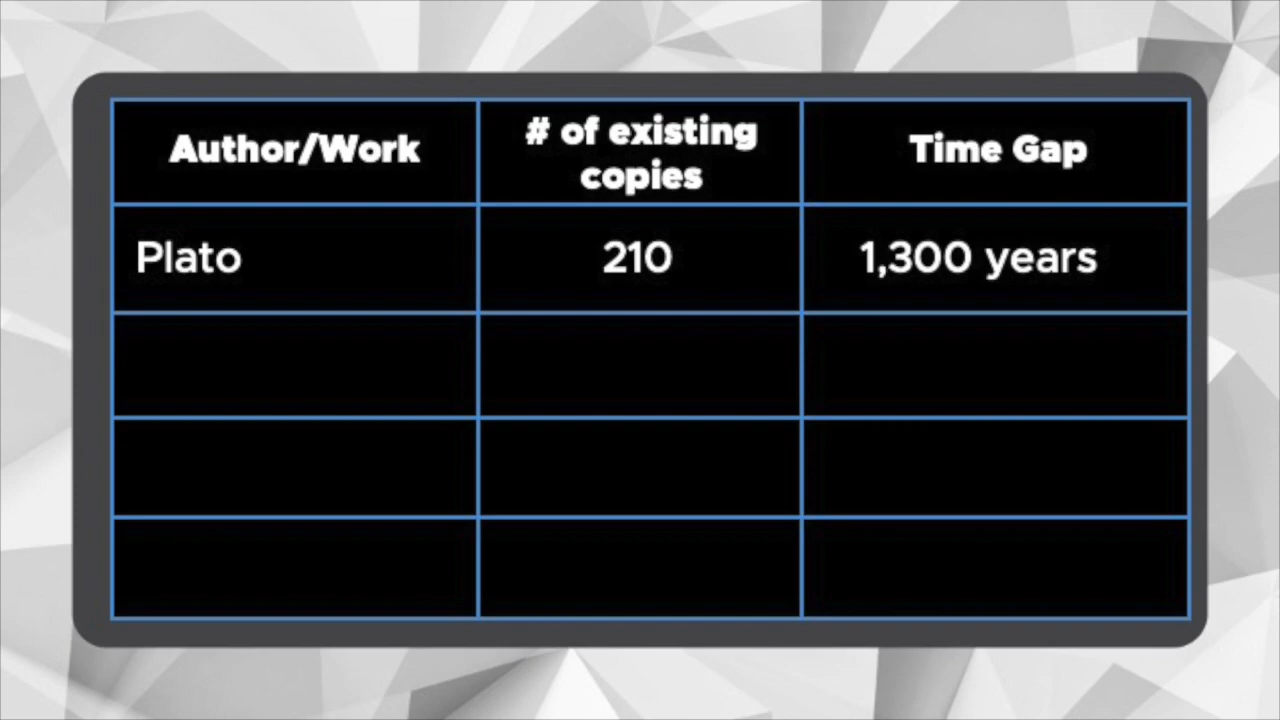 Author/Work
# of existing
copies
Time Gap
Plato
210
1,300 years